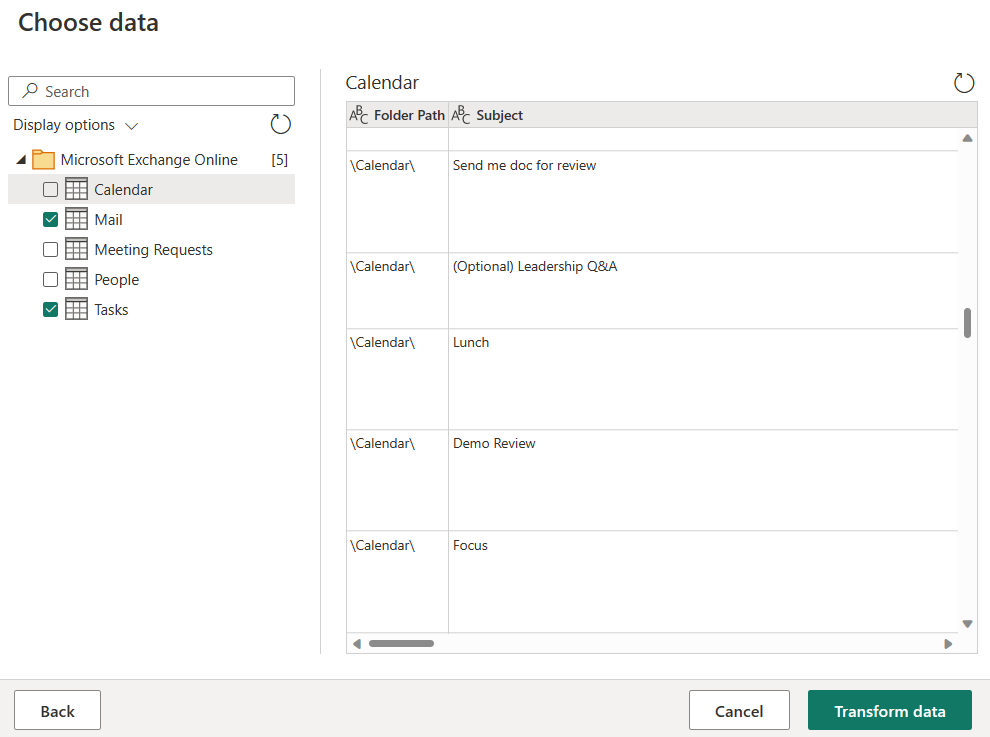 Choose data
Search
Display options
Microsoft Exchange Online [5]
Calendar
Mail
Meeting Requests
People
Tasks
Calendar
ABC Folder Path ABC Subject
\Calendar\ Send me doc for review
\Calendar\ (Optional) Leadership Q&A
\Calendar\ Lunch
\Calendar\ Demo Review
\Calendar\ Focus
Back Cancel Transform data